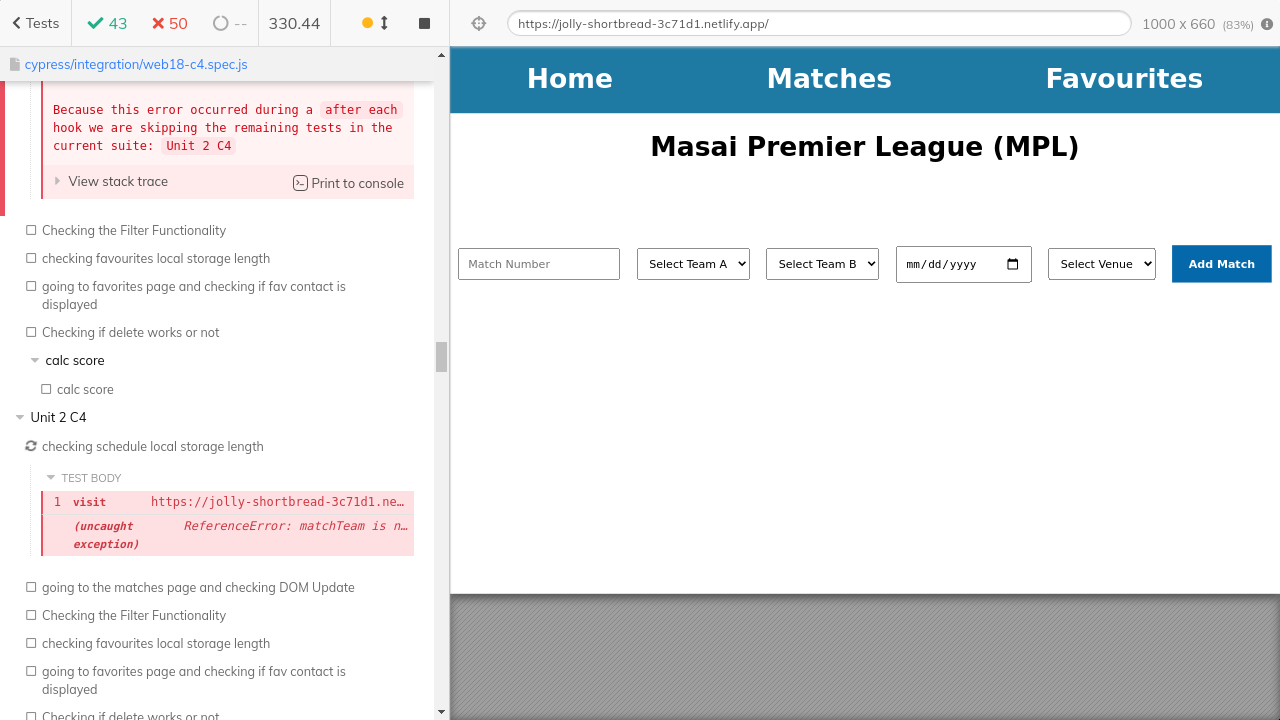 Tests 43 50 -- 330.44
https://jolly-shortbread-3c71d1.netlify.app/ 1000 x 660 (83%)
cypress/integration/web18-c4.spec.js
Because this error occurred during a after each
hook we are skipping the remaining tests in the
current suite: Unit 2 C4
View stack trace Print to console
Checking the Filter Functionality
checking favourites local storage length
going to favorites page and checking if fav contact is
displayed
Checking if delete works or not
calc score
calc score
Unit 2 C4
checking schedule local storage length
TEST BODY
1 visit https://jolly-shortbread-3c71d1.ne…
(uncaught ReferenceError: matchTeam is n…
exception)
going to the matches page and checking DOM Update
Checking the Filter Functionality
checking favourites local storage length
going to favorites page and checking if fav contact is
displayed
Checking if delete works or not
Home Matches Favourites
Masai Premier League (MPL)
Match Number Select Team A Select Team B mm/dd/yyyy Select Venue Add Match